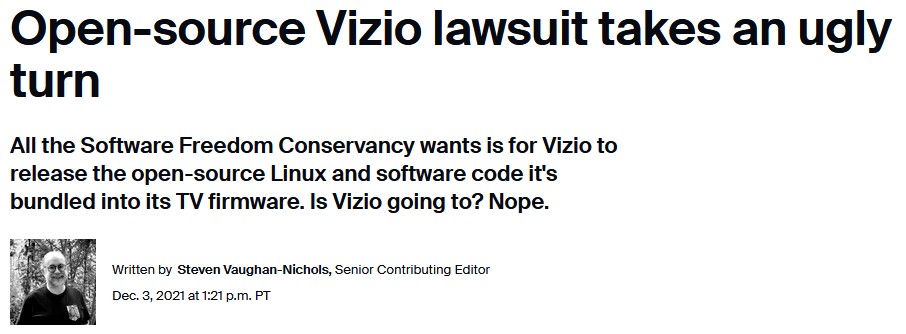 Open-source Vizio lawsuit takes an ugly
turn
All the Software Freedom Conservancy wants is for Vizio to
release the open-source Linux and software code it's
bundled into its TV firmware. Is Vizio going to? Nope.
Written by Steven Vaughan-Nichols, Senior Contributing Editor
Dec. 3, 2021 at 1:21 p.m. PT